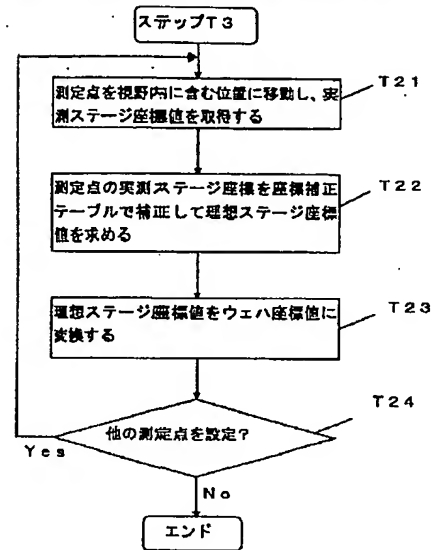 ステップT3
測定点を視野内に含む位置に移動し、実
測ステージ座標値を取得する
T21
測定点の実測ステージ座標を座標補正
テーブルで補正して理想ステージ座標
値を求める
T22
理想ステージ座標値をウェハ座標値に
変換する
T23
他の測定点を設定?
T24
Yes
No
エンド